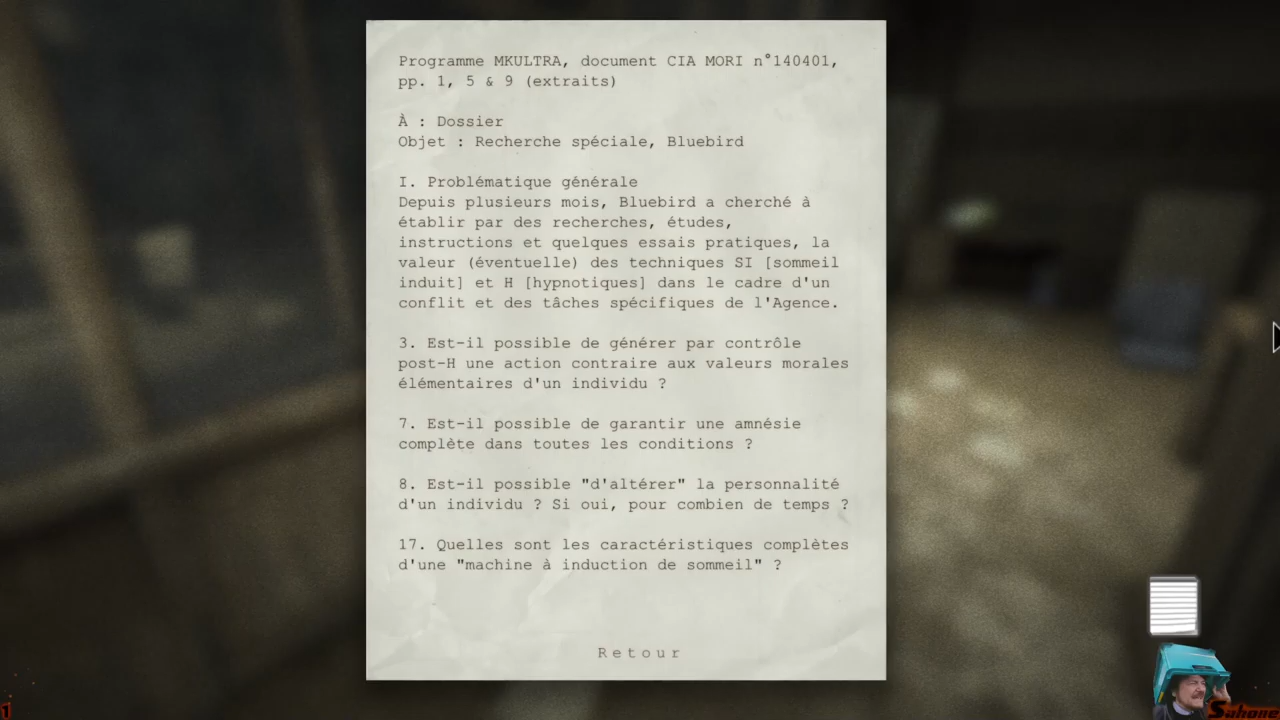 Programme MKULTRA, document CIA MORI n°140401,
pp. 1, 5 & 9 (extraits)
À : Dossier
Objet : Recherche spéciale, Bluebird
I. Problématique générale
Depuis plusieurs mois, Bluebird a cherché à
établir par des recherches, études,
instructions et quelques essais pratiques, la
valeur (éventuelle) des techniques SI [sommeil
induit] et H [hypnotiques] dans le cadre d'un
conflit et des tâches spécifiques de l'Agence.
3. Est-il possible de générer par contrôle
post-H une action contraire aux valeurs morales
élémentaires d'un individu ?
7. Est-il possible de garantir une amnésie
complète dans toutes les conditions ?
8. Est-il possible "d'altérer" la personnalité
d'un individu ? Si oui, pour combien de temps ?
17. Quelles sont les caractéristiques complètes
d'une "machine à induction de sommeil" ?
Retour
1
Sahone